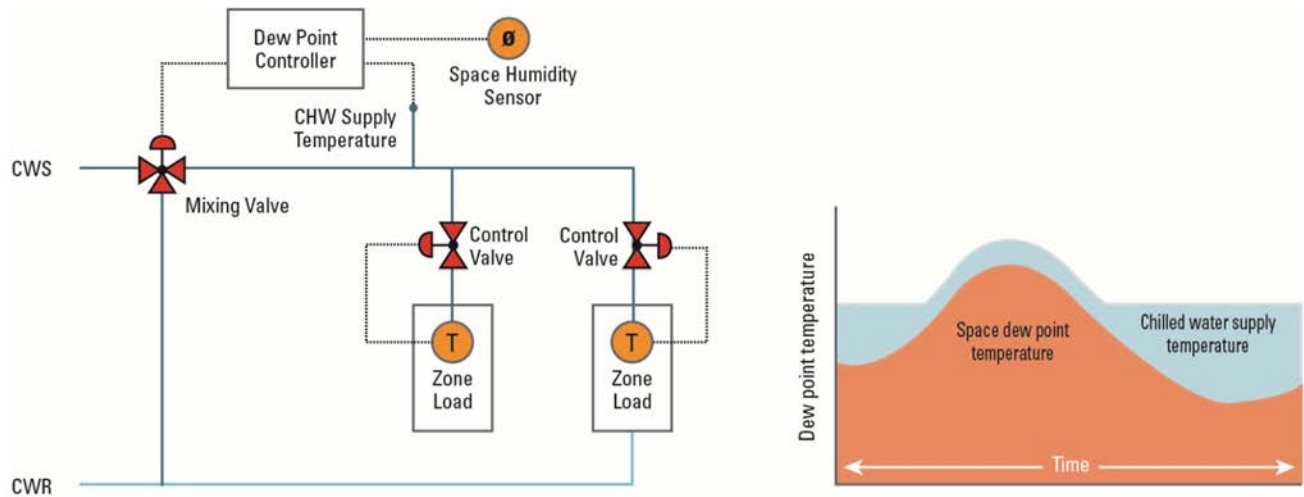 Dew Point
Controller
Ø
Space Humidity
Sensor
CHW Supply
Temperature
CWS
Mixing Valve
Control
Valve
Control
Valve
T
Zone
Load
T
Zone
Load
CWR
Dew point temperature
Space dew point
temperature
Chilled water supply
temperature
Time